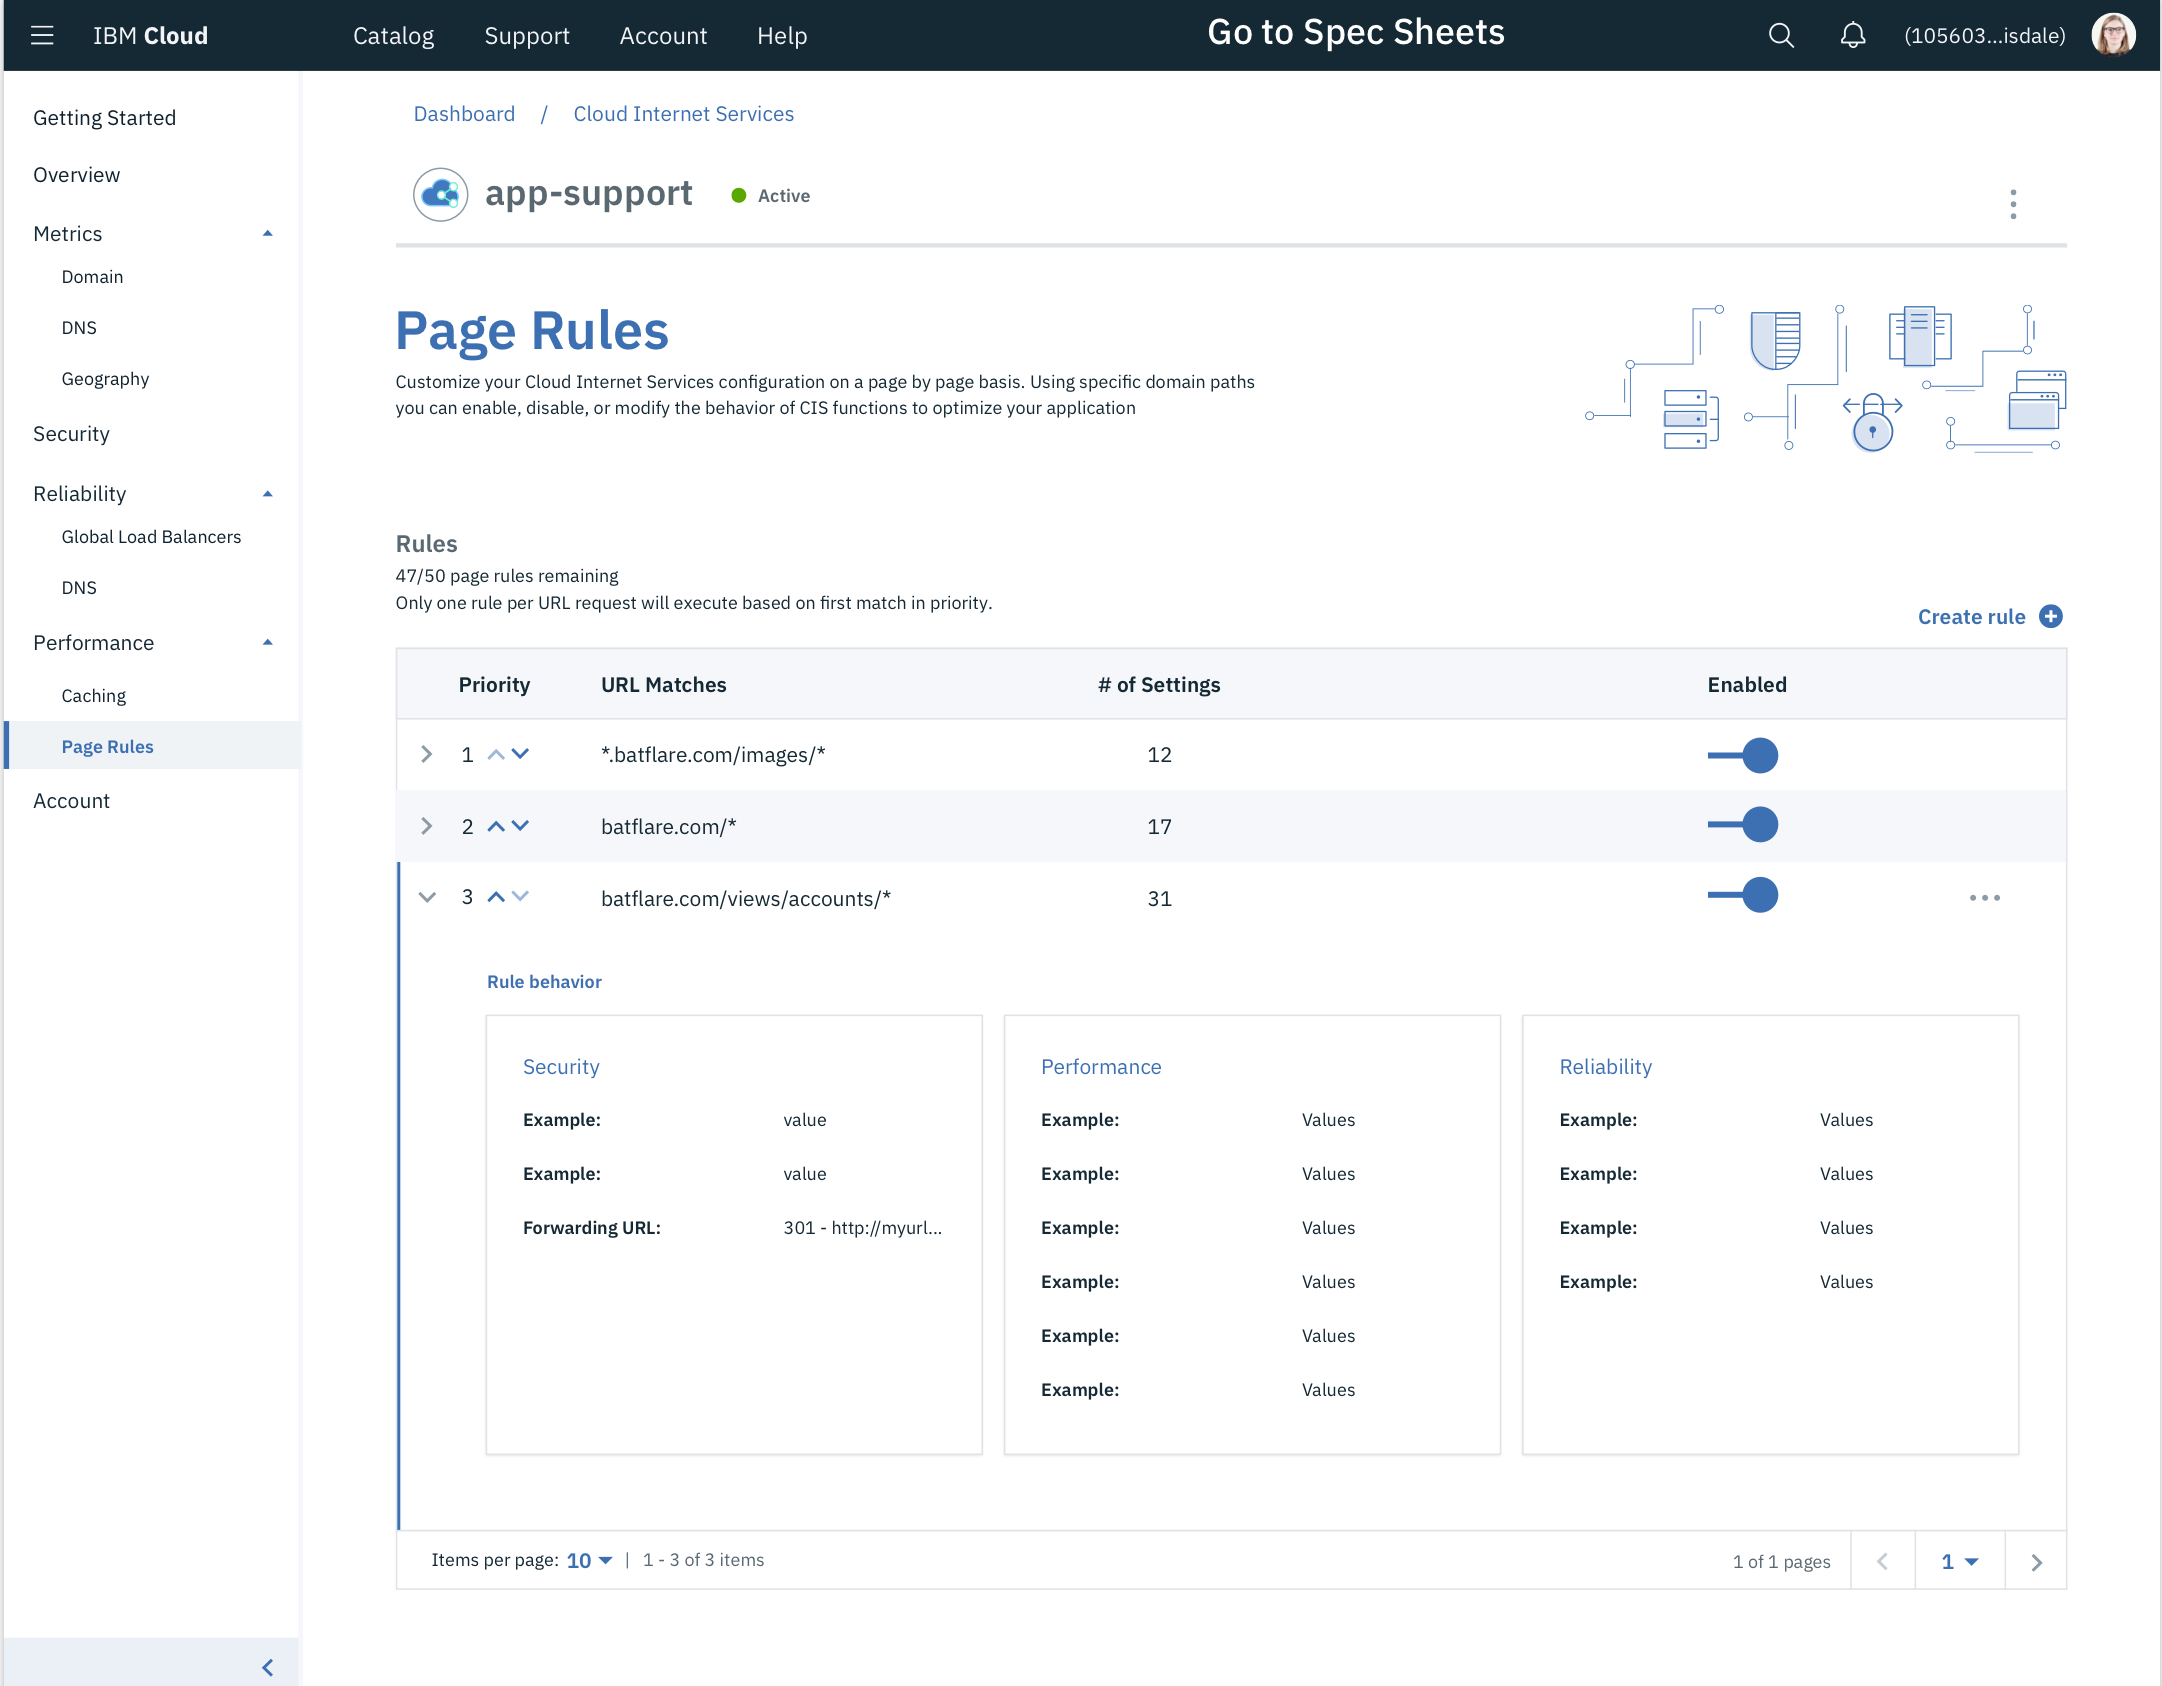 IBM Cloud
Catalog
Support
Account
Help
Go to Spec Sheets
(105603...isdale)
Getting Started
Overview
Metrics
Domain
DNS
Geography
Security
Reliability
Global Load Balancers
DNS
Performance
Caching
Page Rules
Account
Dashboard / Cloud Internet Services
app-support
Active
Page Rules
Customize your Cloud Internet Services configuration on a page by page basis. Using specific domain paths
you can enable, disable, or modify the behavior of CIS functions to optimize your application
Rules
47/50 page rules remaining
Only one rule per URL request will execute based on first match in priority.
Create rule
Priority URL Matches # of Settings Enabled
1 *.batflare.com/images/* 12
2 batflare.com/* 17
3 batflare.com/views/accounts/* 31
Rule behavior
Security
Example: value
Example: value
Forwarding URL: 301 - http://myurl...
Performance
Example: Values
Example: Values
Example: Values
Example: Values
Example: Values
Example: Values
Reliability
Example: Values
Example: Values
Example: Values
Example: Values
Items per page: 10 | 1 - 3 of 3 items
1 of 1 pages
1